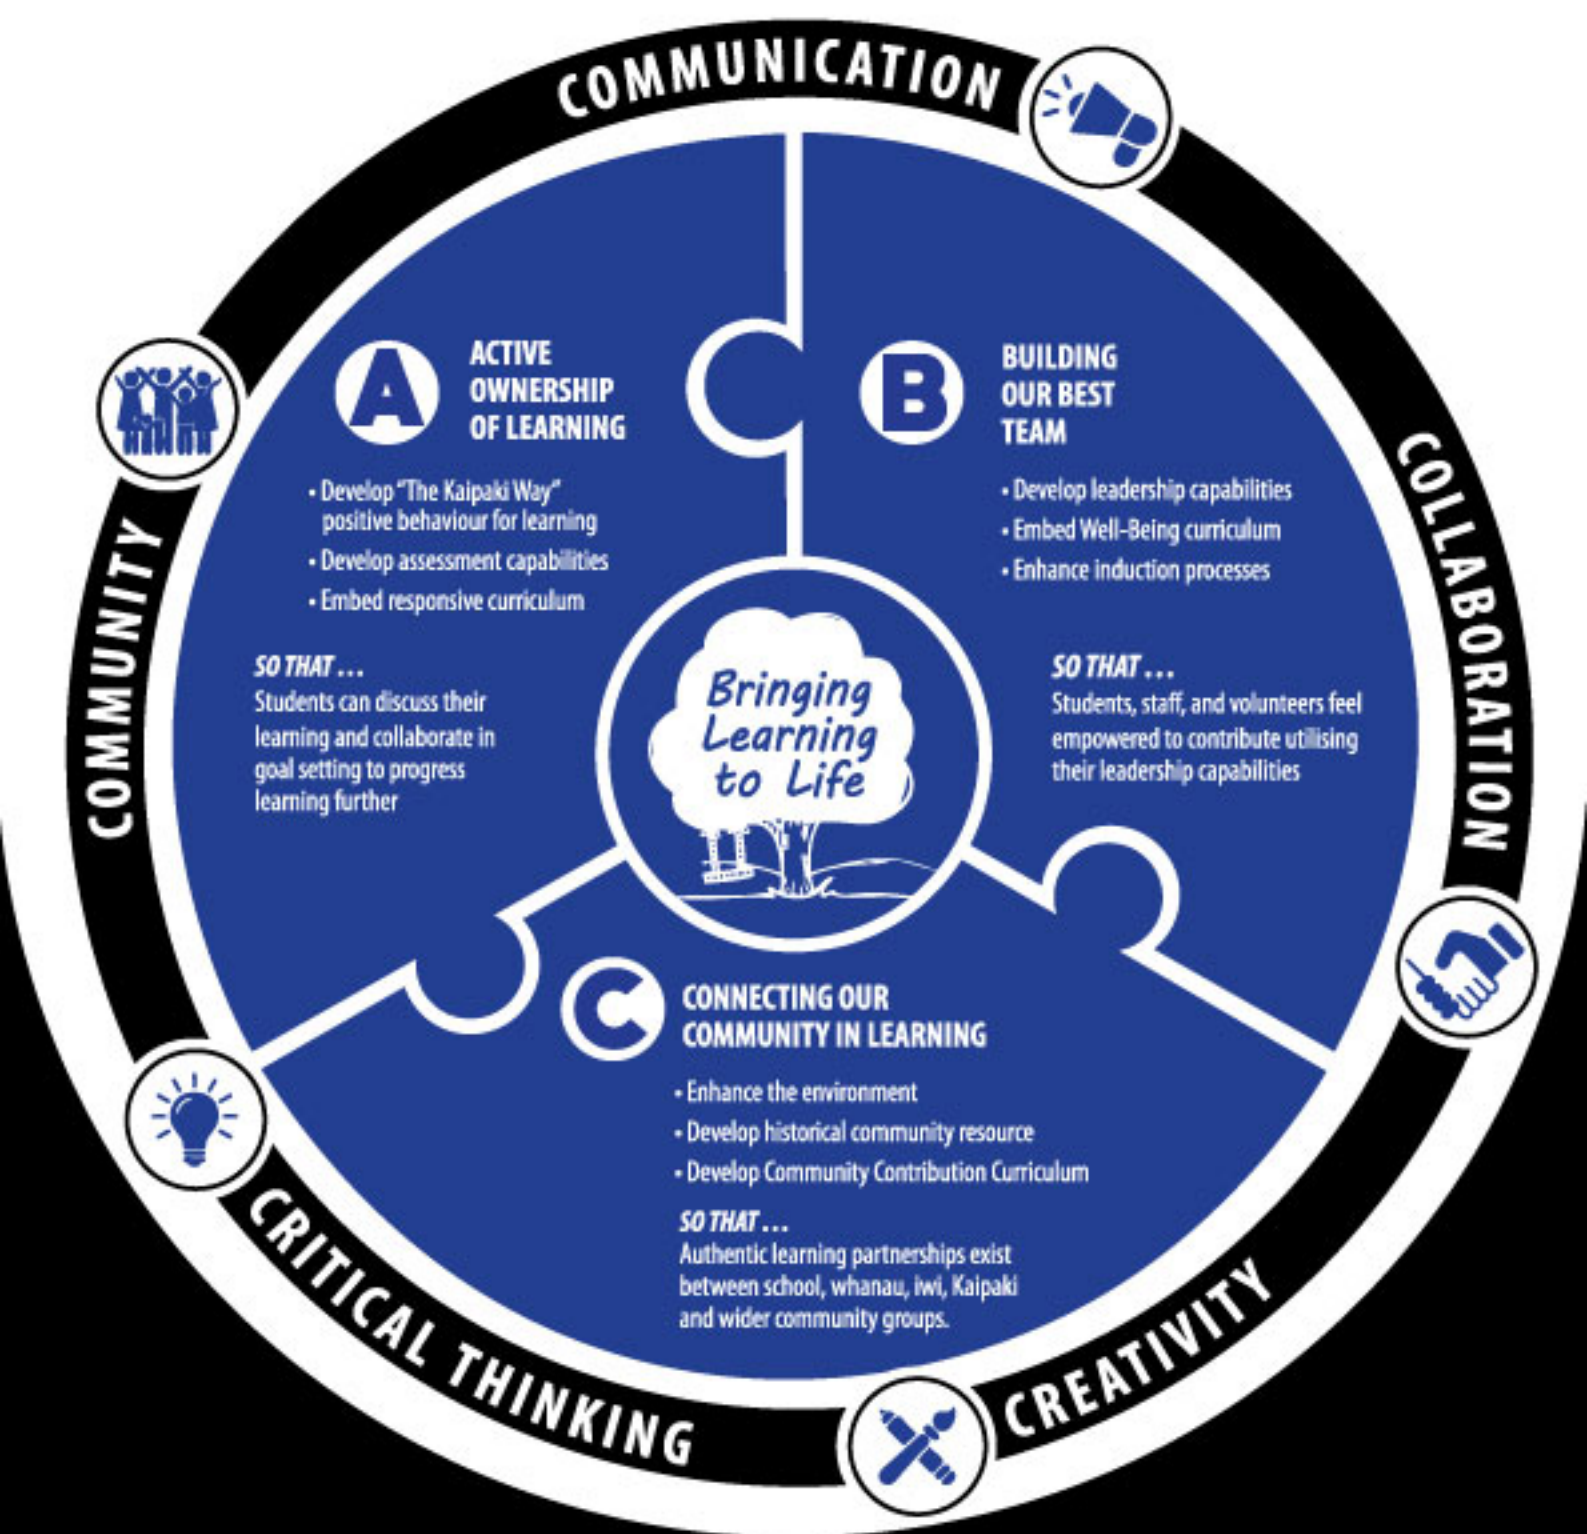 COMMUNICATION
COLLABORATION
CREATIVITY
CRITICAL THINKING
COMMUNITY
A
ACTIVE
OWNERSHIP
OF LEARNING
• Develop "The Kaipaki Way"
positive behaviour for learning
• Develop assessment capabilities
• Embed responsive curriculum
SO THAT ...
Students can discuss their
learning and collaborate in
goal setting to progress
learning further
B
BUILDING
OUR BEST
TEAM
• Develop leadership capabilities
• Embed Well-Being curriculum
• Enhance induction processes
SO THAT ...
Students, staff, and volunteers feel
empowered to contribute utilising
their leadership capabilities
Bringing
Learning
to Life
C
CONNECTING OUR
COMMUNITY IN LEARNING
• Enhance the environment
• Develop historical community resource
• Develop Community Contribution Curriculum
SO THAT ...
Authentic learning partnerships exist
between school, whanau, iwi, Kaipaki
and wider community groups.